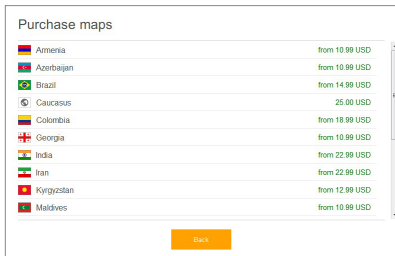 Purchase maps
Armenia from 10.99 USD
Azerbaijan from 10.99 USD
Brazil from 14.99 USD
Caucasus 25.00 USD
Colombia from 18.99 USD
Georgia from 10.99 USD
India from 22.99 USD
Iran from 22.99 USD
Kyrgyzstan from 12.99 USD
Maldives from 10.99 USD
Back